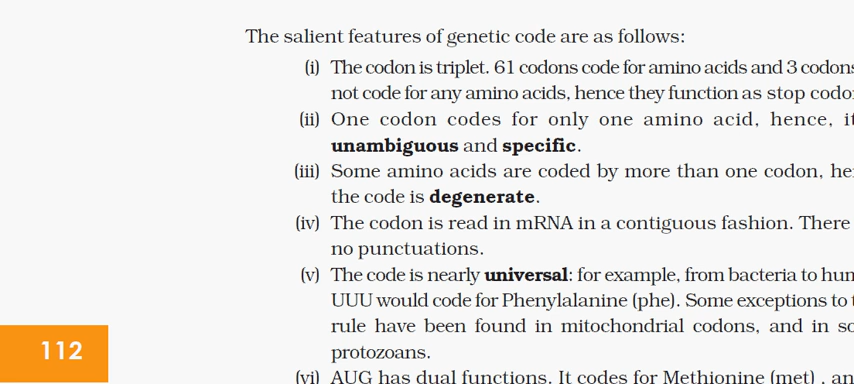 The salient features of genetic code are as follows:
(i) The codon is triplet. 61 codons code for amino acids and 3 codons
not code for any amino acids, hence they function as stop codo
(ii) One codon codes for only one amino acid, hence, it
unambiguous and specific.
(iii) Some amino acids are coded by more than one codon, he
the code is degenerate.
(iv) The codon is read in mRNA in a contiguous fashion. There
no punctuations.
(v) The code is nearly universal: for example, from bacteria to hum
UUU would code for Phenylalanine (phe). Some exceptions to t
rule have been found in mitochondrial codons, and in so
protozoans.
112
(vi) AUG has dual functions. It codes for Methionine (met) , an